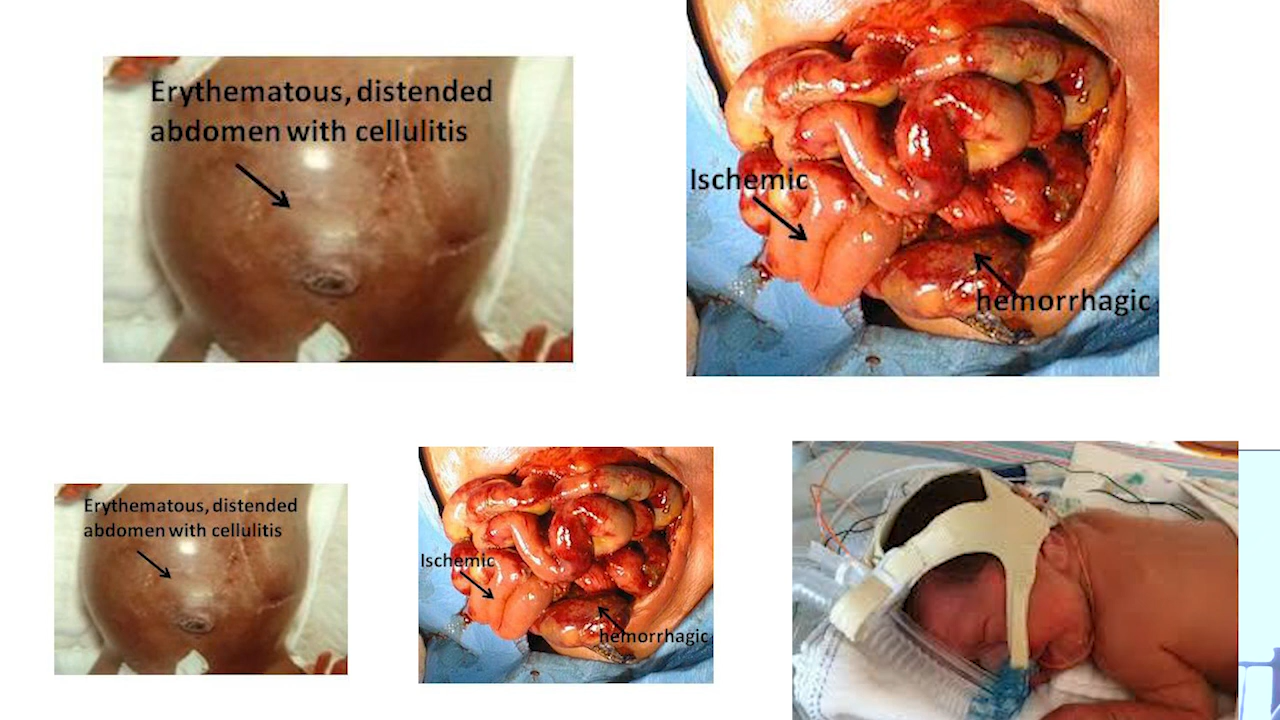 Erythematous, distended
abdomen with cellulitis
Ischemic
hemorrhagic
Erythematous, distended
abdomen with cellulitis
Ischemic
hemorrhagic